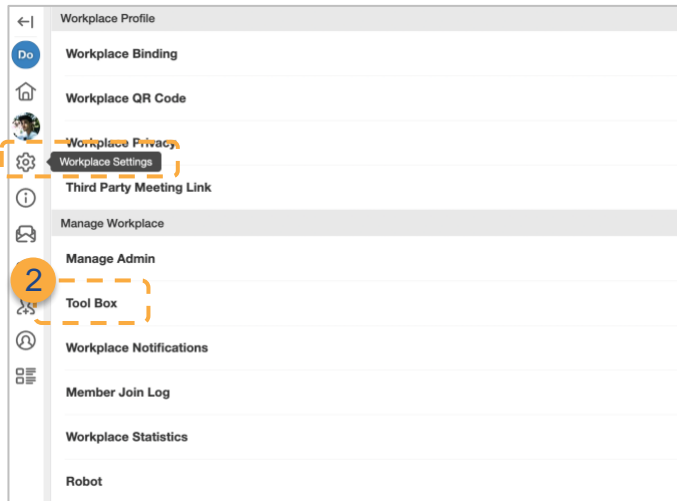 Workplace Profile
Do
Workplace Binding
Workplace QR Code
Workplace Privacy
Workplace Settings
Third Party Meeting Link
Manage Workplace
Manage Admin
2
Tool Box
Workplace Notifications
Member Join Log
Workplace Statistics
Robot